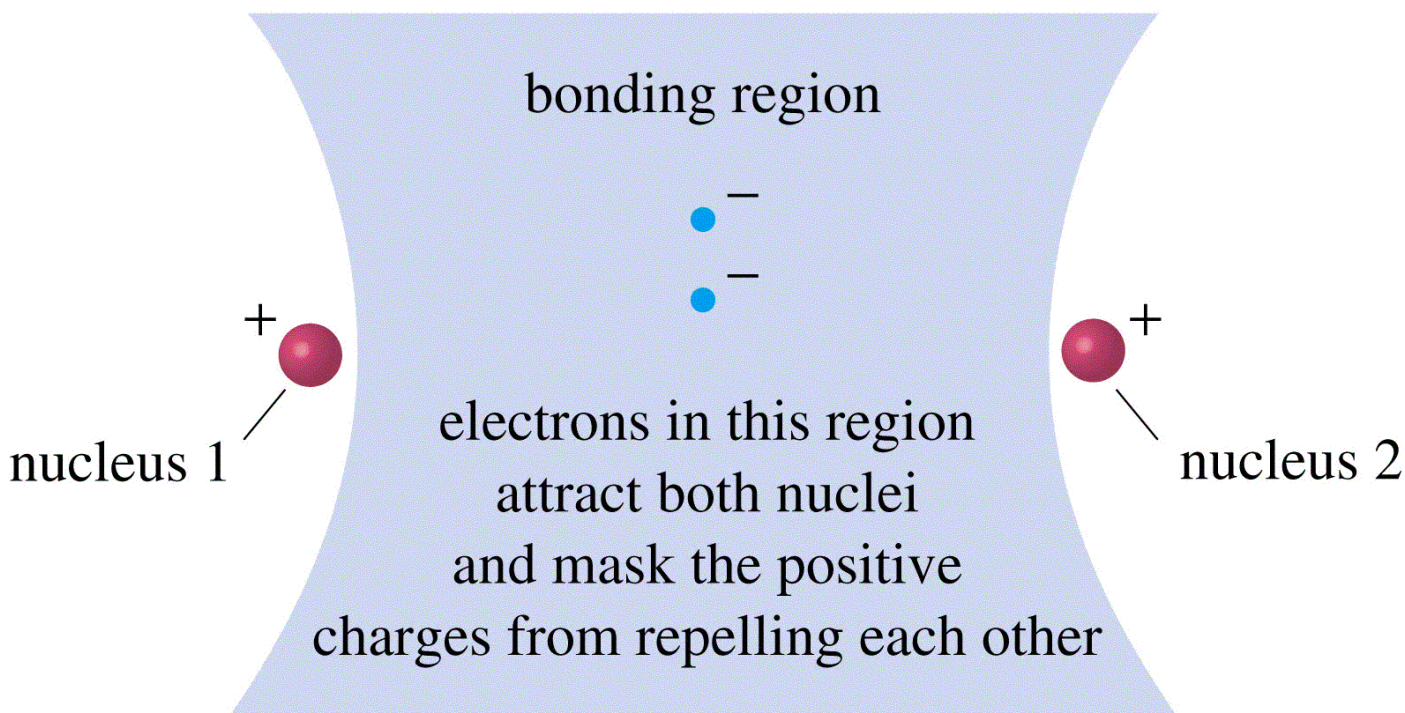 bonding region
−
−
+
+
nucleus 1
nucleus 2
electrons in this region
attract both nuclei
and mask the positive
charges from repelling each other